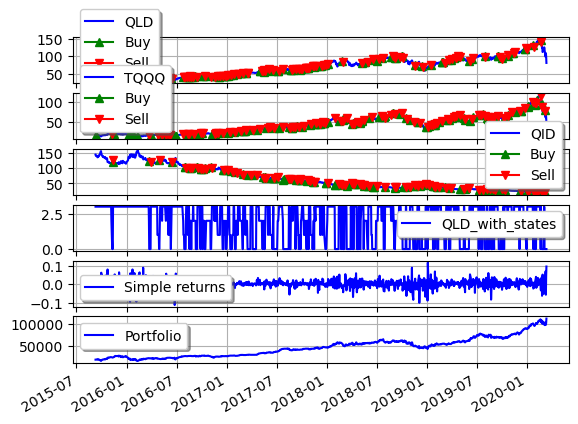 QLD
Buy
Sell
150
100
50
TQQQ
Buy
Sell
100
50
QID
Buy
Sell
150
100
50
QLD_with_states
2.5
0.0
Simple returns
0.1
0.0
−0.1
Portfolio
100000
50000
2015-07
2016-01
2016-07
2017-01
2017-07
2018-01
2018-07
2019-01
2019-07
2020-01